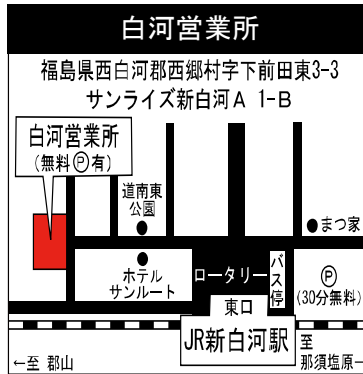 白河営業所
福島県西白河郡西郷村字下前田東3-3
サンライズ新白河A 1-B
白河営業所
(無料Ⓟ有)
道南東
公園
まつ家
ホテル
サンルート
ロータリー
バス停
Ⓟ
(30分無料)
東口
JR新白河駅
←至 郡山
至
那須塩原→